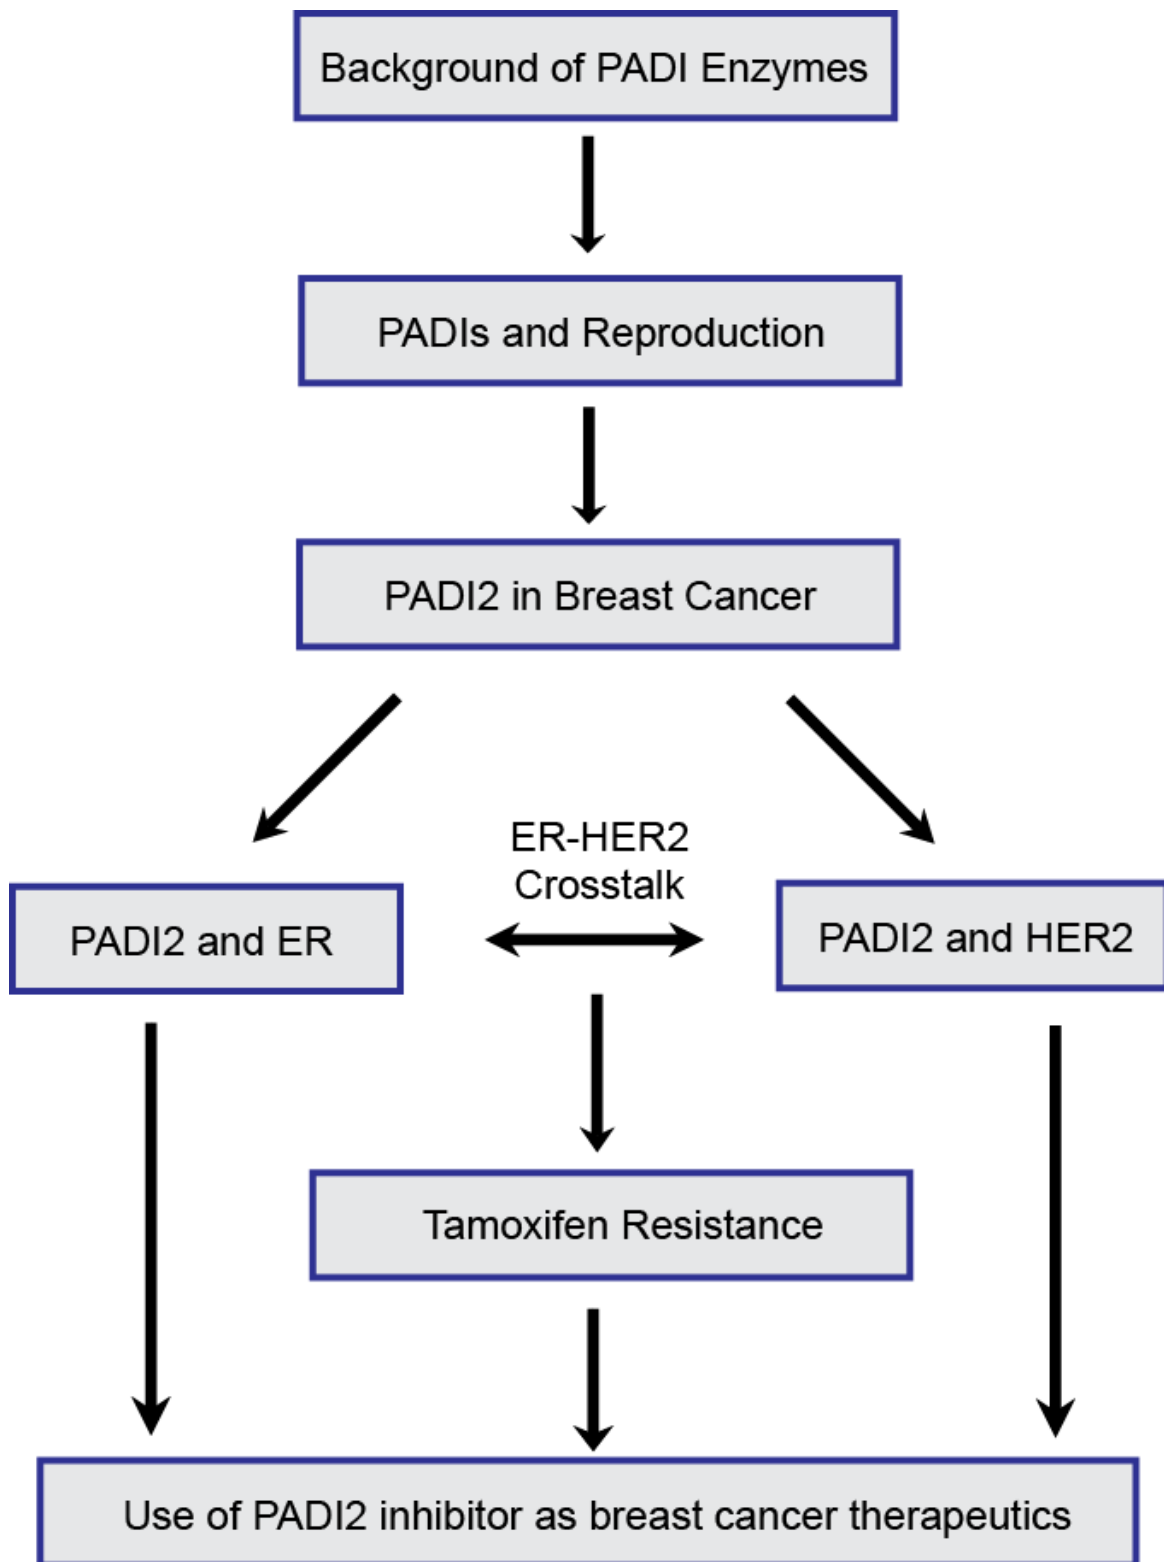 Background of PADI Enzymes
PADIs and Reproduction
PADI2 in Breast Cancer
ER-HER2
Crosstalk
PADI2 and ER
PADI2 and HER2
Tamoxifen Resistance
Use of PADI2 inhibitor as breast cancer therapeutics